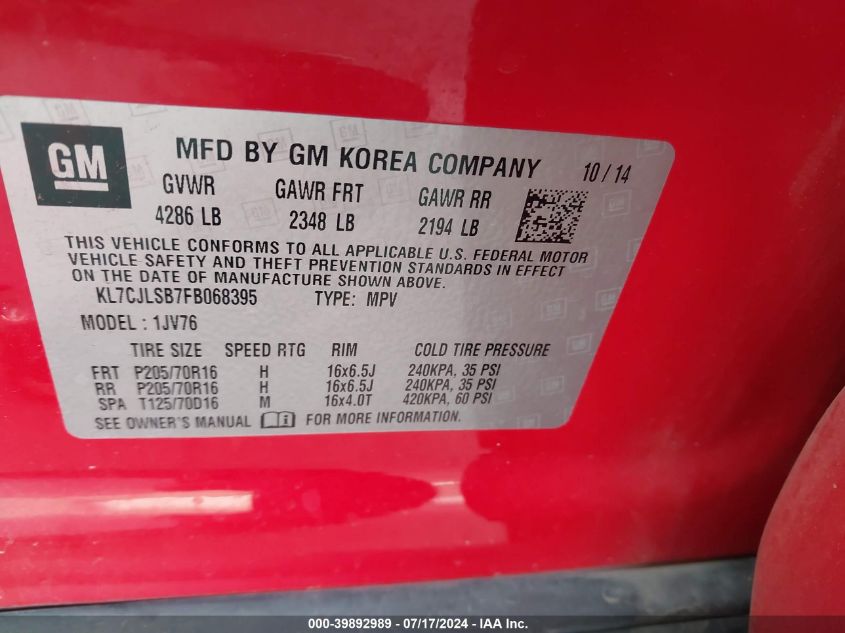 GM
MFD BY GM KOREA COMPANY 10 / 14
GVWR GAWR FRT GAWR RR
4286 LB 2348 LB 2194 LB
THIS VEHICLE CONFORMS TO ALL APPLICABLE U.S. FEDERAL MOTOR
VEHICLE SAFETY AND THEFT PREVENTION STANDARDS IN EFFECT
ON THE DATE OF MANUFACTURE SHOWN ABOVE.
KL7CJLSB7FB068395 TYPE: MPV
MODEL : 1JV76
TIRE SIZE SPEED RTG RIM COLD TIRE PRESSURE
FRT P205/70R16 H 16x6.5J 240KPA, 35 PSI
RR P205/70R16 H 16x6.5J 240KPA, 35 PSI
SPA T125/70D16 M 16x4.0T 420KPA, 60 PSI
SEE OWNER'S MANUAL FOR MORE INFORMATION.
000-39892989 / 07/17/2024 / IAA Inc.